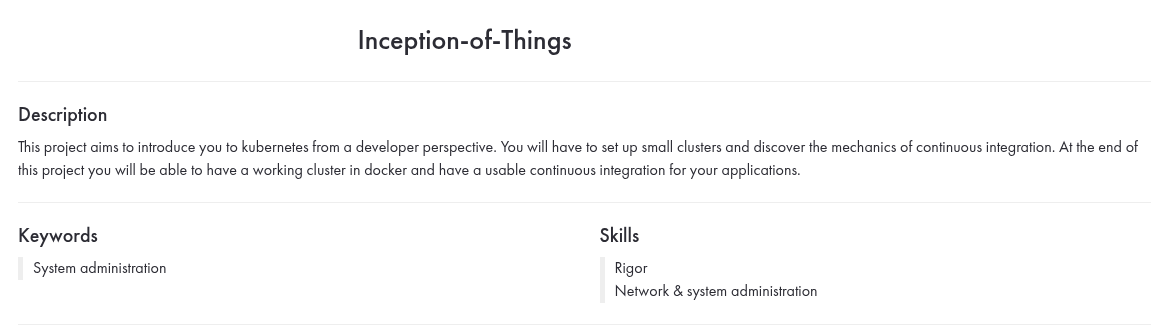 Inception-of-Things
Description
This project aims to introduce you to kubernetes from a developer perspective. You will have to set up small clusters and discover the mechanics of continuous integration. At the end of
this project you will be able to have a working cluster in docker and have a usable continuous integration for your applications.
Keywords
System administration
Skills
Rigor
Network & system administration